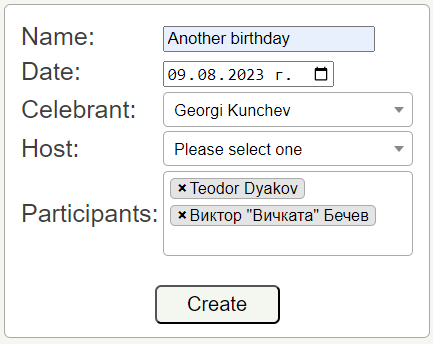 Name: Another birthday
Date: 09.08.2023 г.
Celebrant: Georgi Kunchev
Host: Please select one
Participants: ×Teodor Dyakov
×Виктор "Вичката" Бечев
Create